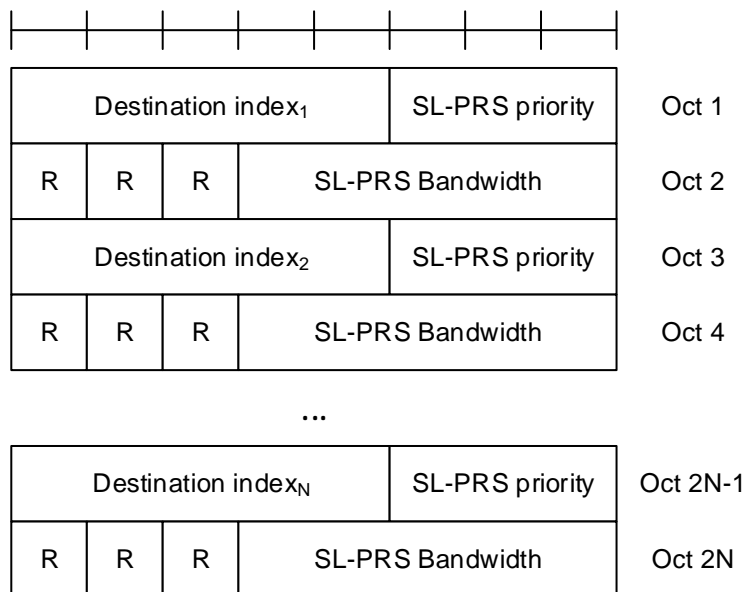 Destination index₁ SL-PRS priority Oct 1
R R R SL-PRS Bandwidth Oct 2
Destination index₂ SL-PRS priority Oct 3
R R R SL-PRS Bandwidth Oct 4
...
Destination indexN SL-PRS priority Oct 2N-1
R R R SL-PRS Bandwidth Oct 2N